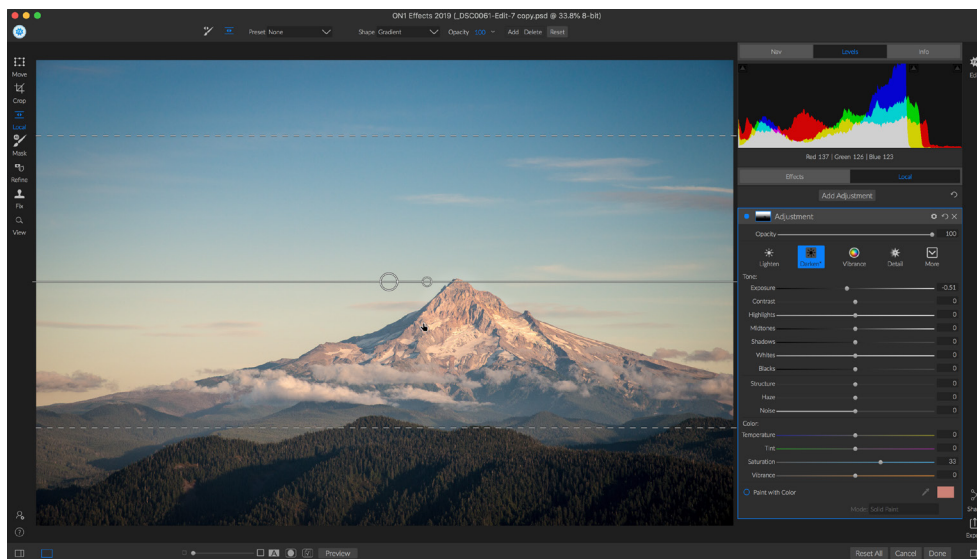 ON1 Effects 2019 (_DSC0061-Edit-7 copy.psd @ 33.8% 8-bit)
Preset: None Shape Gradient Opacity 100 Add Delete Reset
Move
Crop
Local
Mask
Refine
Fix
View
Nav Levels Info
Red 137 | Green 126 | Blue 123
Effects Local
Add Adjustment
Adjustment
Opacity 100
Lighten Darken* Vibrance Detail More
Tone:
Exposure -0.51
Contrast 0
Highlights 0
Midtones 0
Shadows 0
Whites 0
Blacks 0
Structure 0
Haze 0
Noise 0
Color:
Temperature 0
Tint 0
Saturation 33
Vibrance 0
Paint with Color
Mode: Solid Paint
Preview Reset All Cancel Done